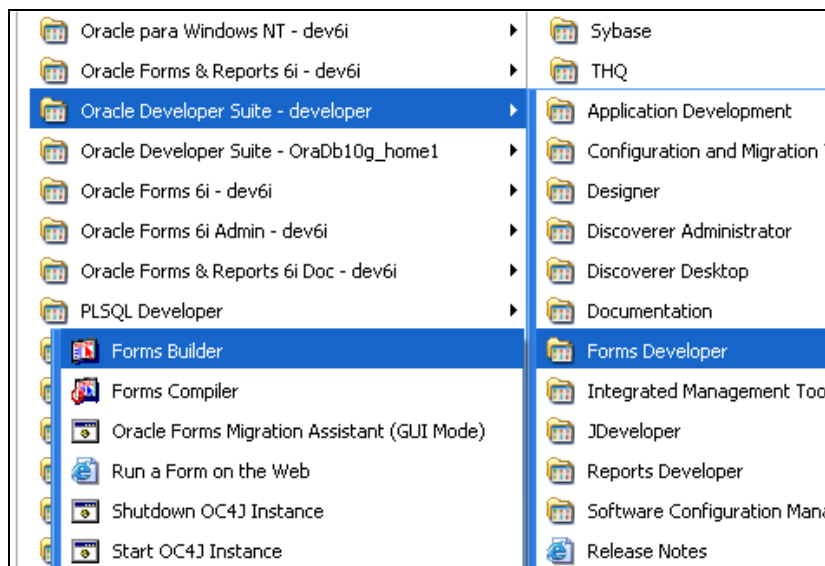 Oracle para Windows NT - dev6i
Oracle Forms & Reports 6i - dev6i
Oracle Developer Suite - developer
Oracle Developer Suite - OraDb10g_home1
Oracle Forms 6i - dev6i
Oracle Forms 6i Admin - dev6i
Oracle Forms & Reports 6i Doc - dev6i
PLSQL Developer
Forms Builder
Forms Compiler
Oracle Forms Migration Assistant (GUI Mode)
Run a Form on the Web
Shutdown OC4J Instance
Start OC4J Instance
Sybase
THQ
Application Development
Configuration and Migration
Designer
Discoverer Administrator
Discoverer Desktop
Documentation
Forms Developer
Integrated Management Too
JDeveloper
Reports Developer
Software Configuration Mana
Release Notes